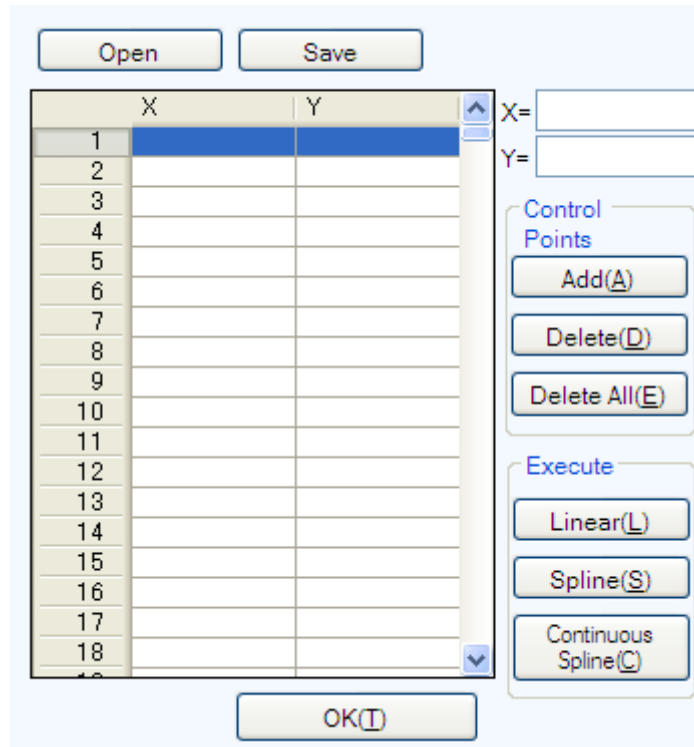 Open Save
X Y
X=
Y=
1
2
3
4
5
6
7
8
9
10
11
12
13
14
15
16
17
18
Control
Points
Add(A)
Delete(D)
Delete All(E)
Execute
Linear(L)
Spline(S)
Continuous
Spline(C)
OK(T)